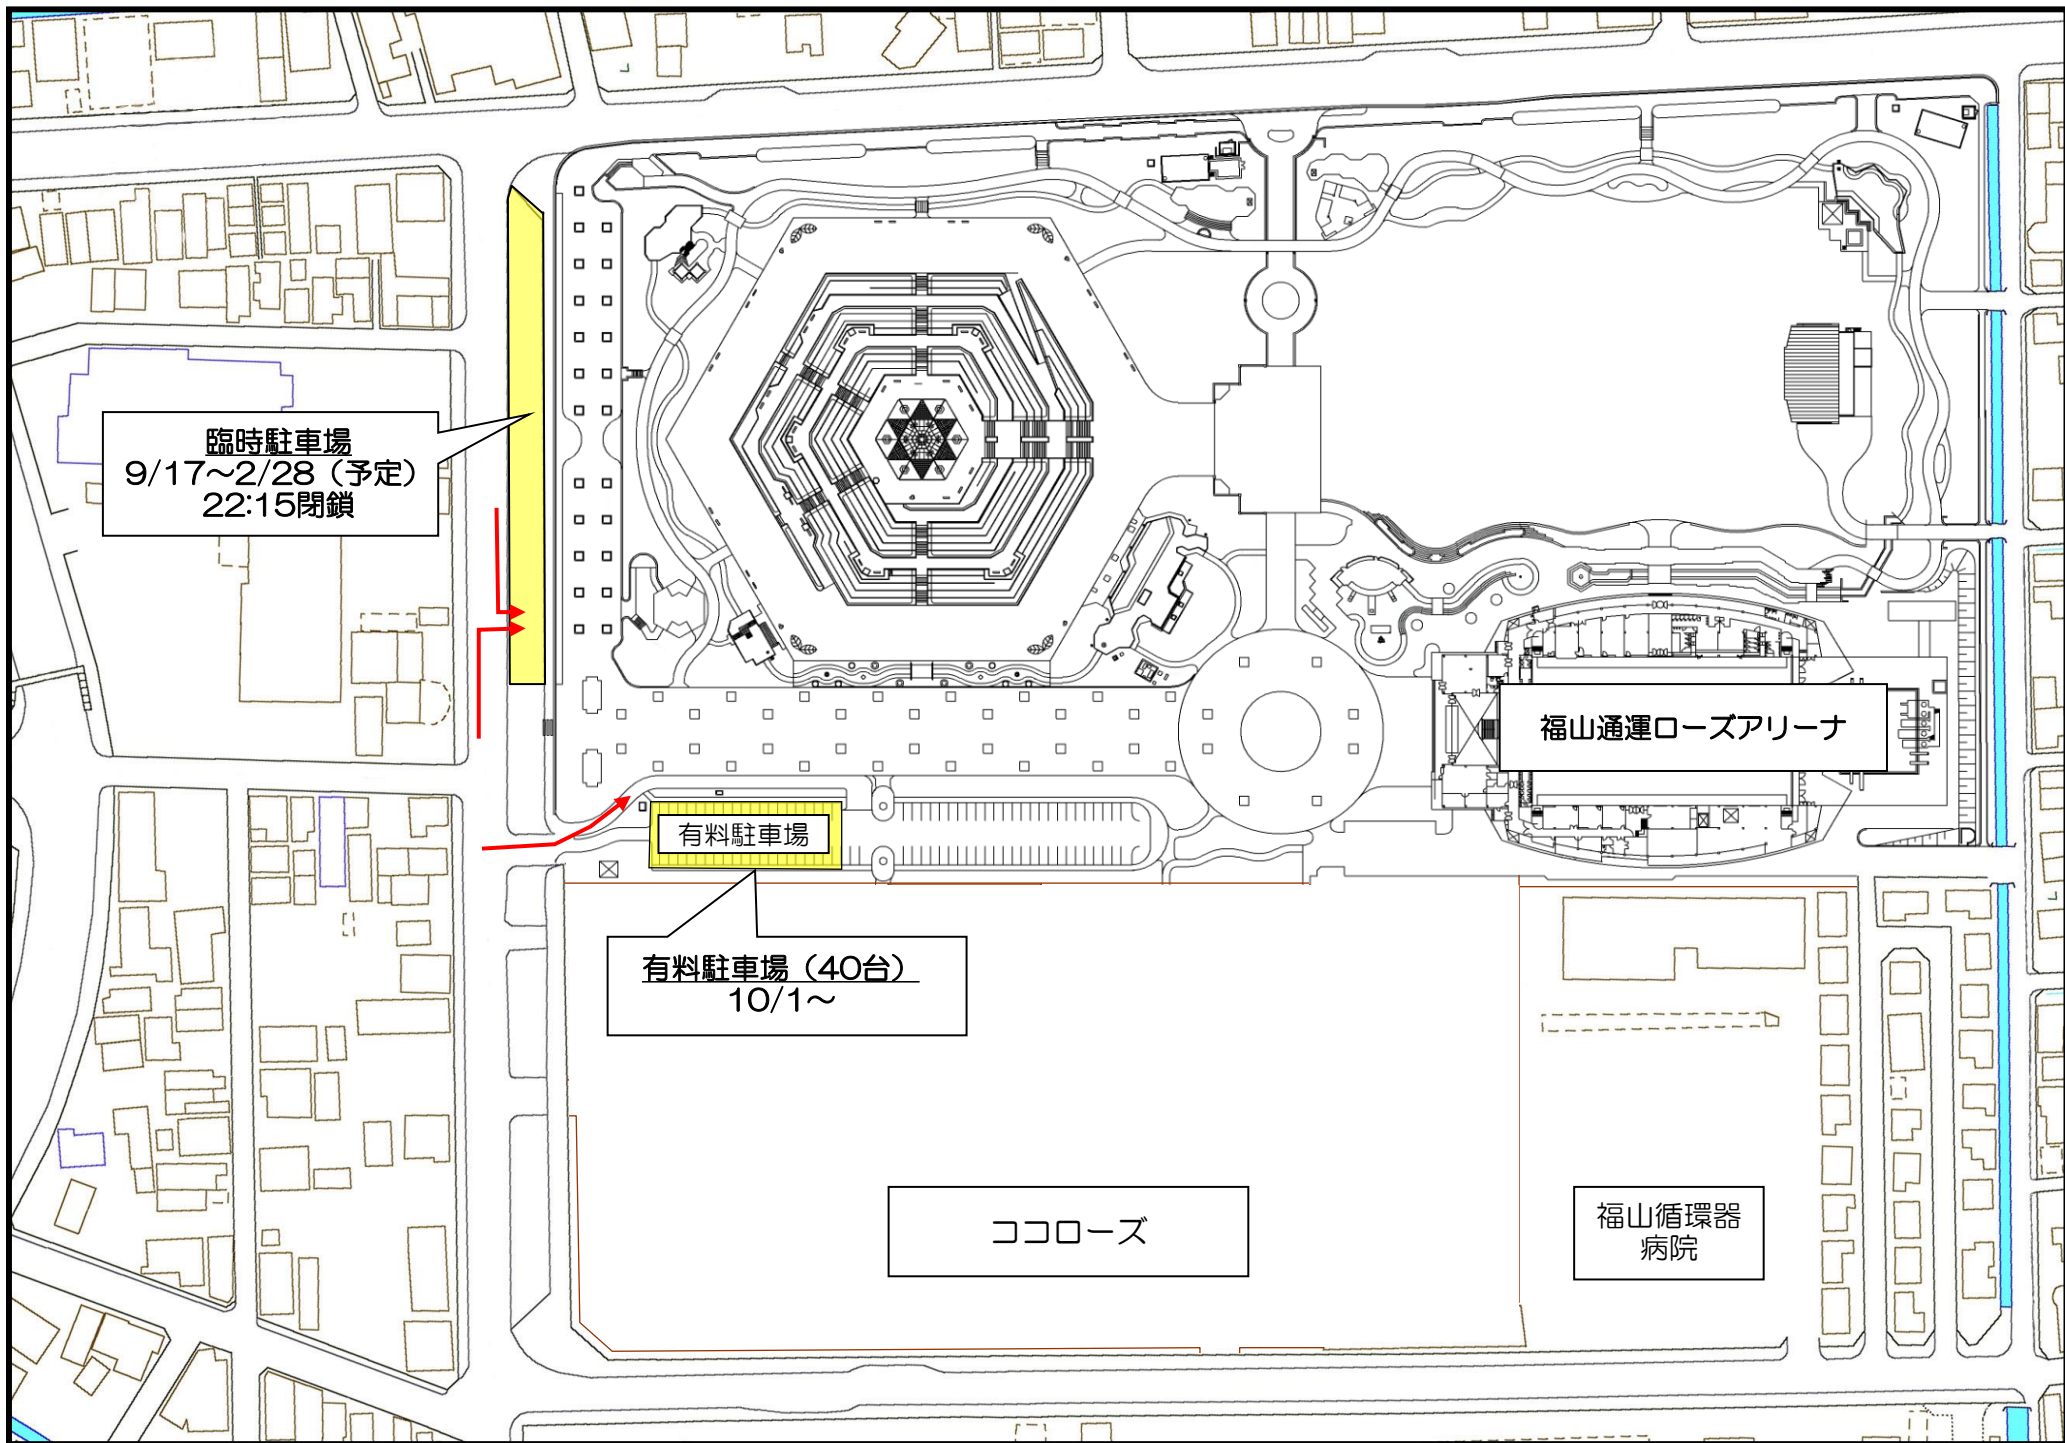 臨時駐車場
9/17～2/28（予定）
22:15閉鎖
福山通運ローズアリーナ
有料駐車場
有料駐車場（40台）
10/1～
ココローズ
福山循環器
病院